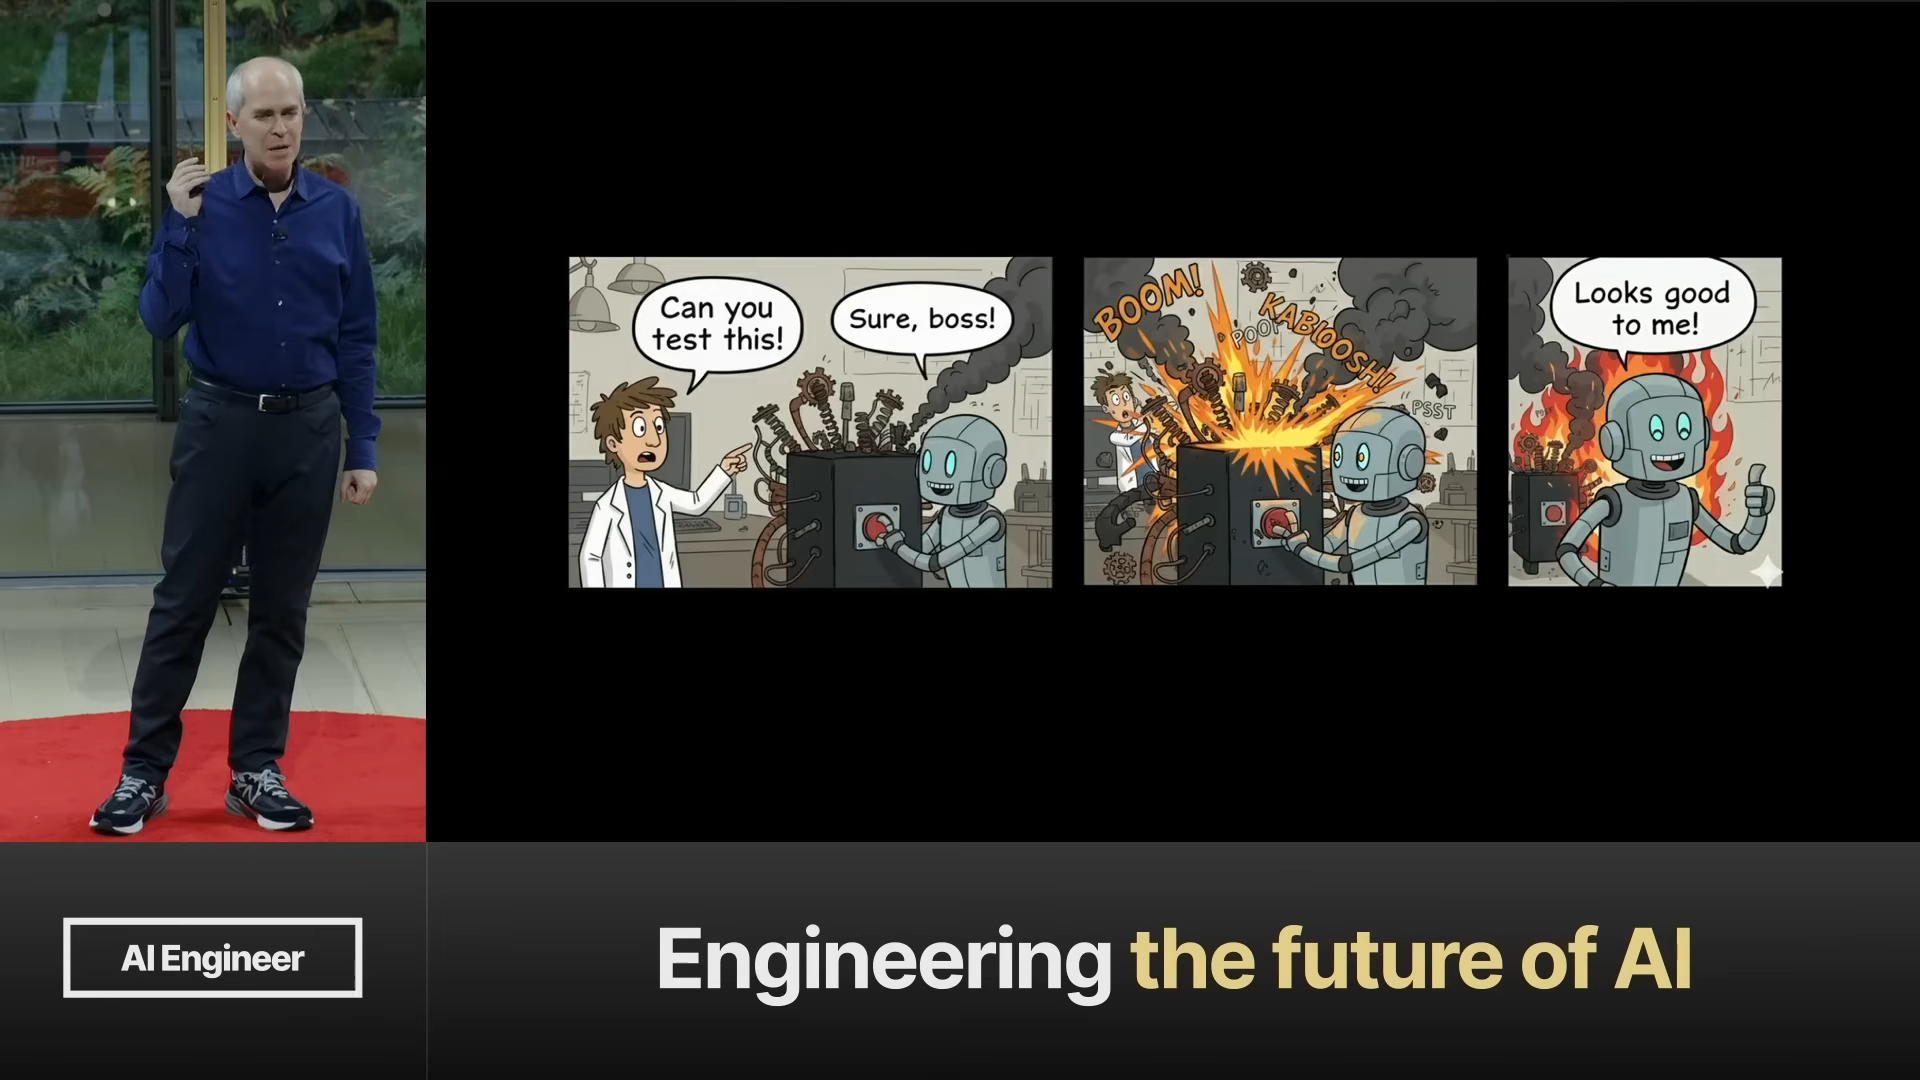 Can you
test this!
Sure, boss!
BOOM!
POOF
KABOOSH!!
PSST
Looks good
to me!
AI Engineer
Engineering the future of AI